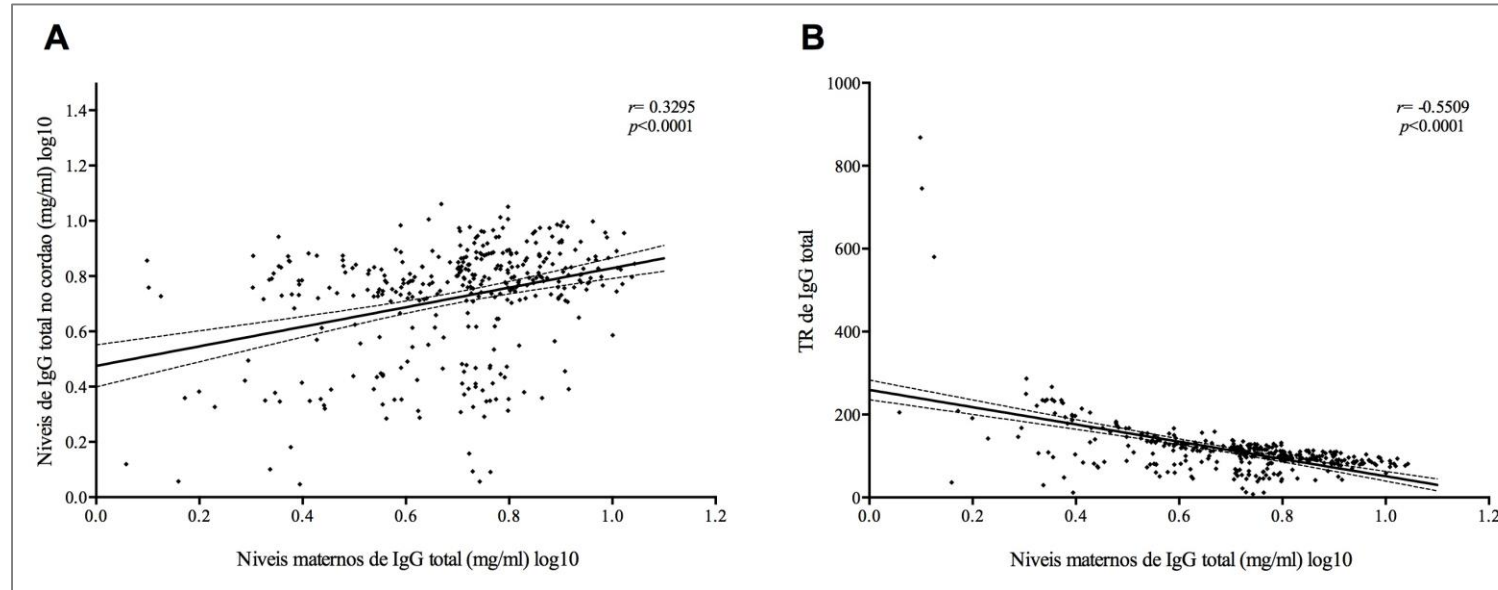 A
r= 0.3295
p<0.0001
Niveis de IgG total no cordao (mg/ml) log10
1.4
1.2
1.0
0.8
0.6
0.4
0.2
0.0
0.0 0.2 0.4 0.6 0.8 1.0 1.2
Niveis maternos de IgG total (mg/ml) log10
B
r= -0.5509
p<0.0001
TR de IgG total
1000
800
600
400
200
0
0.0 0.2 0.4 0.6 0.8 1.0 1.2
Niveis maternos de IgG total (mg/ml) log10